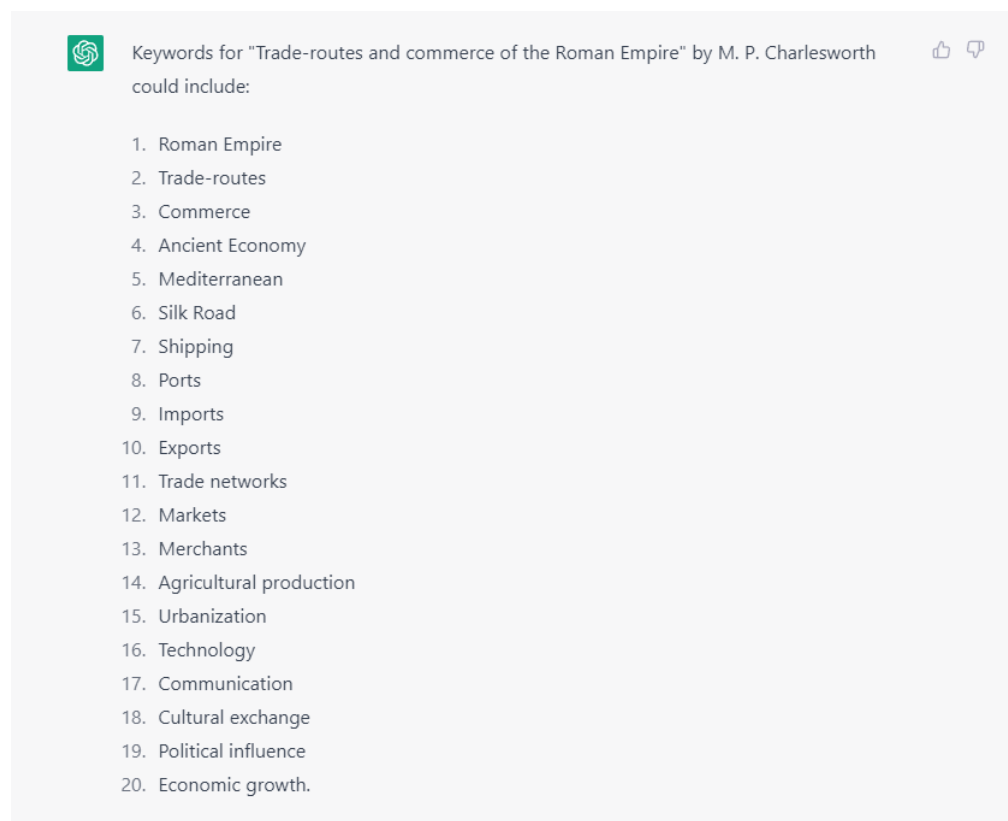 Keywords for "Trade-routes and commerce of the Roman Empire" by M. P. Charlesworth
could include:
1. Roman Empire
2. Trade-routes
3. Commerce
4. Ancient Economy
5. Mediterranean
6. Silk Road
7. Shipping
8. Ports
9. Imports
10. Exports
11. Trade networks
12. Markets
13. Merchants
14. Agricultural production
15. Urbanization
16. Technology
17. Communication
18. Cultural exchange
19. Political influence
20. Economic growth.